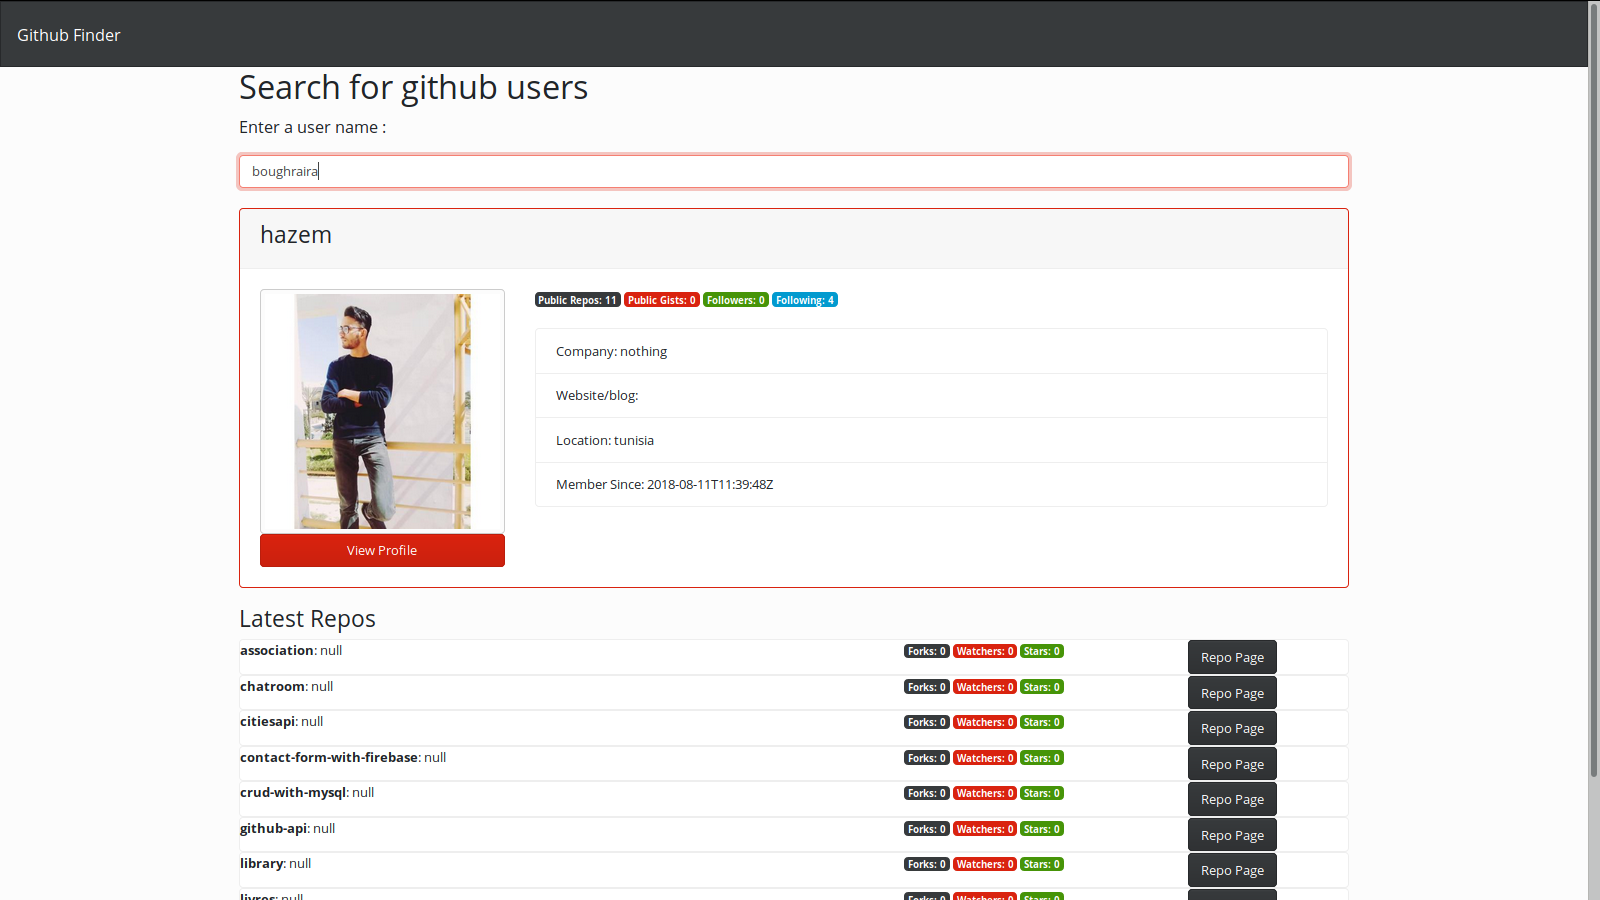 Github Finder
Search for github users
Enter a user name :
boughraira
hazem
Public Repos: 11 Public Gists: 0 Followers: 0 Following: 4
Company: nothing
Website/blog:
Location: tunisia
Member Since: 2018-08-11T11:39:48Z
View Profile
Latest Repos
association: null Forks: 0 Watchers: 0 Stars: 0 Repo Page
chatroom: null Forks: 0 Watchers: 0 Stars: 0 Repo Page
citiesapi: null Forks: 0 Watchers: 0 Stars: 0 Repo Page
contact-form-with-firebase: null Forks: 0 Watchers: 0 Stars: 0 Repo Page
crud-with-mysql: null Forks: 0 Watchers: 0 Stars: 0 Repo Page
github-api: null Forks: 0 Watchers: 0 Stars: 0 Repo Page
library: null Forks: 0 Watchers: 0 Stars: 0 Repo Page
livres: null Forks: 0 Watchers: 0 Stars: 0